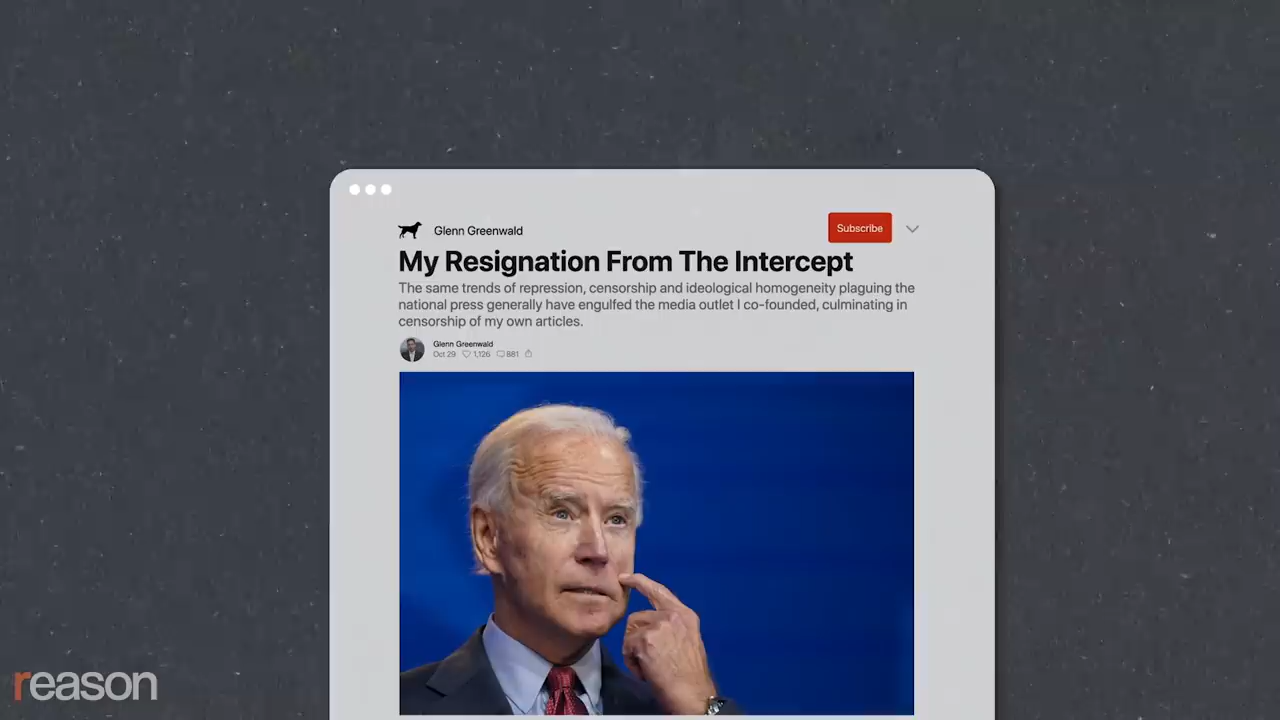 Glenn Greenwald
Subscribe
My Resignation From The Intercept
The same trends of repression, censorship and ideological homogeneity plaguing the
national press generally have engulfed the media outlet I co-founded, culminating in
censorship of my own articles.
Glenn Greenwald
Oct 29 1,126 881
reason